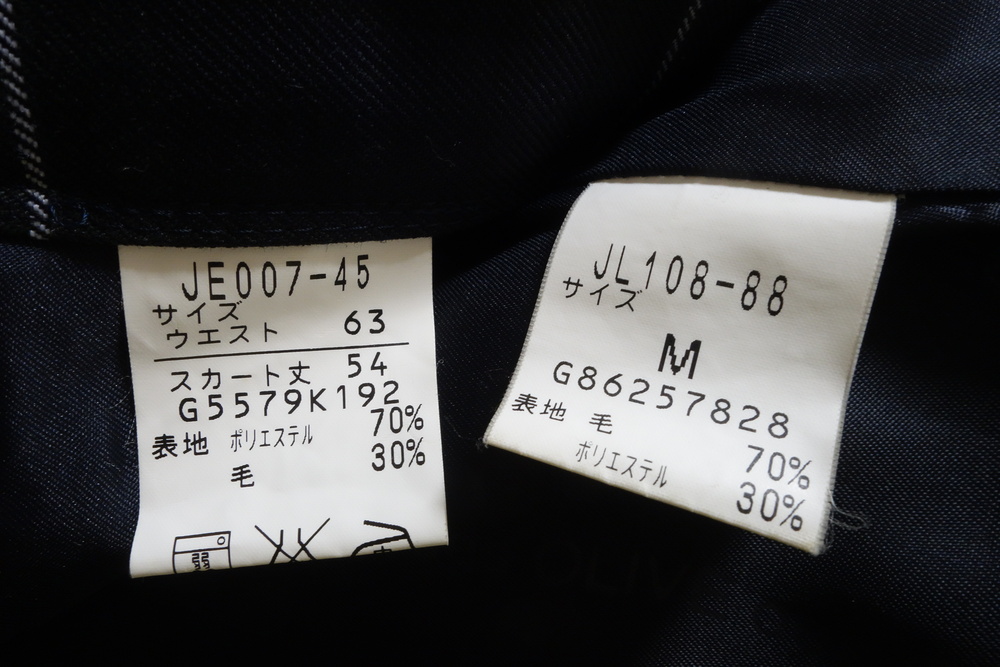 JE007-45
サイズ
ウエスト 63
スカート丈 54
G5579K192
表地 ポリエステル 70%
毛 30%
弱
中
JL108-88
サイズ
M
G86257828
表地 毛 70%
ポリエステル 30%